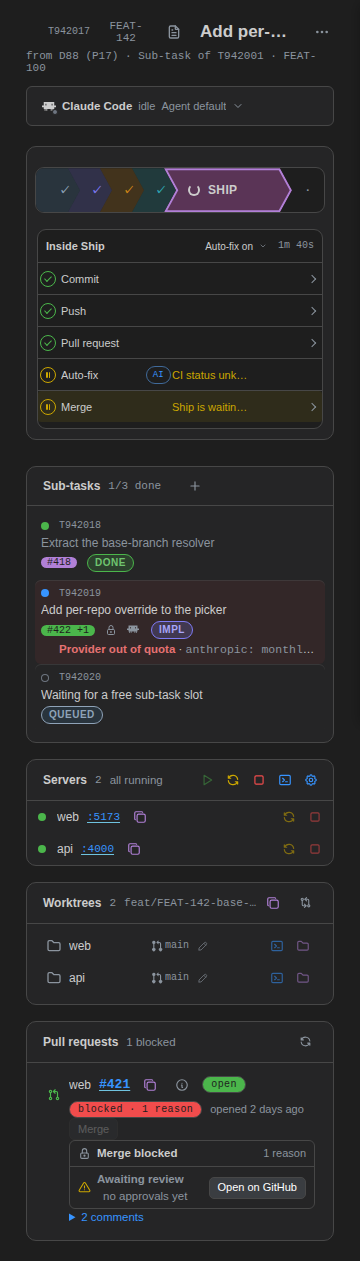 T942017 FEAT-142 Add per-…
from D88 (P17) · Sub-task of T942001 · FEAT-100
Claude Code idle Agent default
SHIP
Inside Ship Auto-fix on 1m 40s
Commit
Push
Pull request
Auto-fix AI CI status unk…
Merge Ship is waitin…
Sub-tasks 1/3 done
T942018
Extract the base-branch resolver
#418 DONE
T942019
Add per-repo override to the picker
#422 +1 IMPL
Provider out of quota · anthropic: monthl…
T942020
Waiting for a free sub-task slot
QUEUED
Servers 2 all running
web :5173
api :4000
Worktrees 2 feat/FEAT-142-base-…
web main
api main
Pull requests 1 blocked
web #421 open
blocked · 1 reason opened 2 days ago
Merge
Merge blocked 1 reason
Awaiting review
no approvals yet
Open on GitHub
2 comments